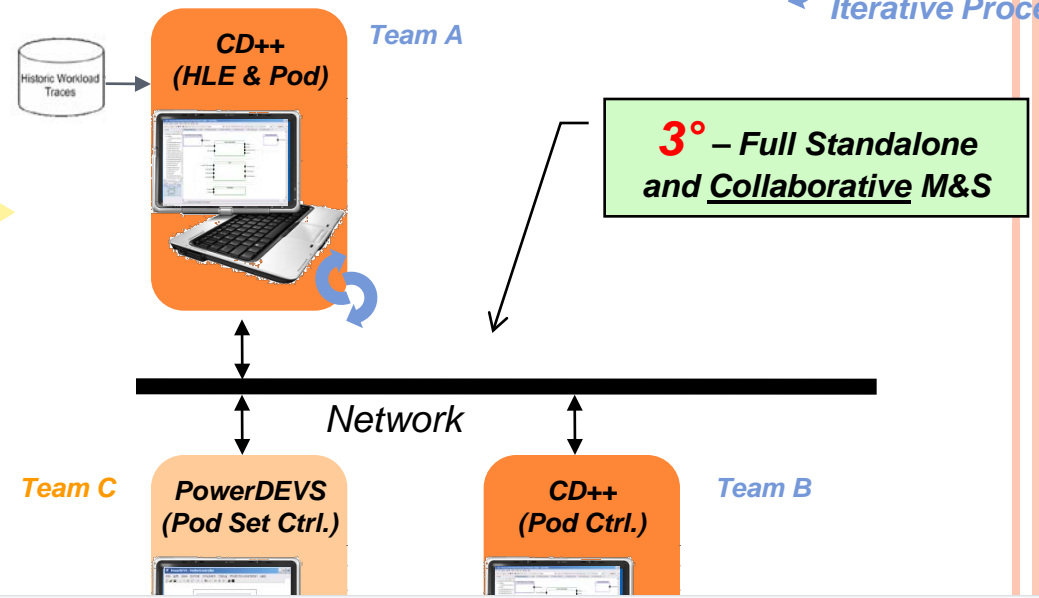 Iterative Proce
Team A
CD++
(HLE & Pod)
Historic Workload
Traces
3° – Full Standalone
and Collaborative M&S
Network
Team C
PowerDEVS
(Pod Set Ctrl.)
CD++
(Pod Ctrl.)
Team B